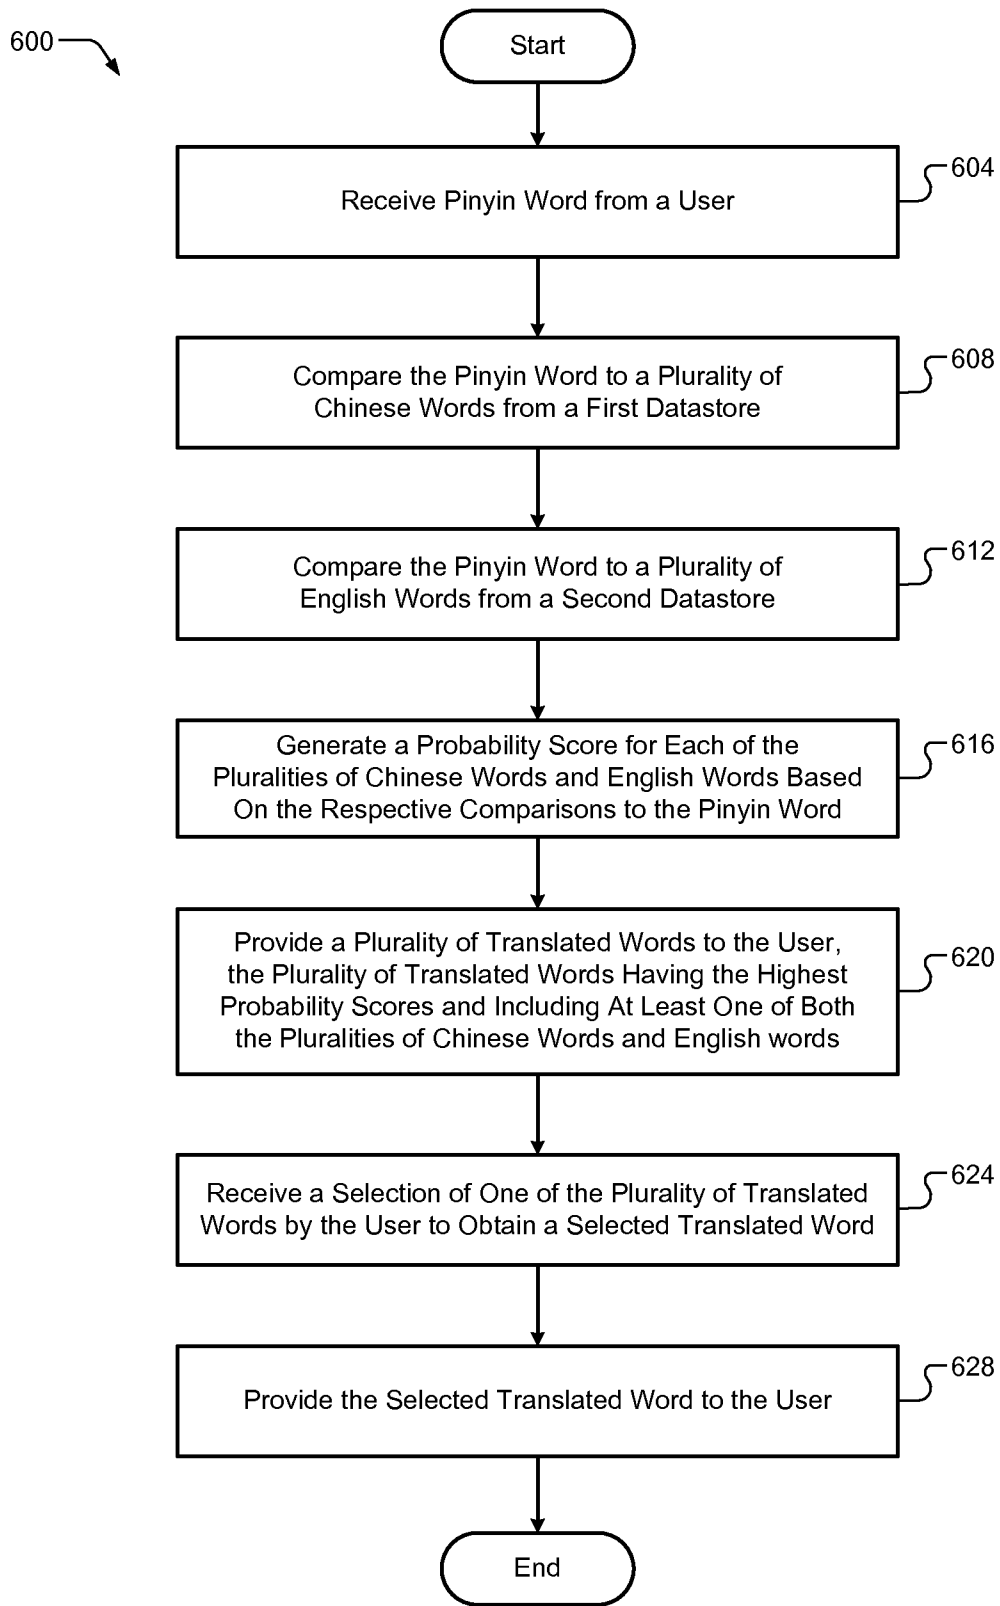 600
Start
Receive Pinyin Word from a User
604
Compare the Pinyin Word to a Plurality of
Chinese Words from a First Datastore
608
Compare the Pinyin Word to a Plurality of
English Words from a Second Datastore
612
Generate a Probability Score for Each of the
Pluralities of Chinese Words and English Words Based
On the Respective Comparisons to the Pinyin Word
616
Provide a Plurality of Translated Words to the User,
the Plurality of Translated Words Having the Highest
Probability Scores and Including At Least One of Both
the Pluralities of Chinese Words and English words
620
Receive a Selection of One of the Plurality of Translated
Words by the User to Obtain a Selected Translated Word
624
Provide the Selected Translated Word to the User
628
End